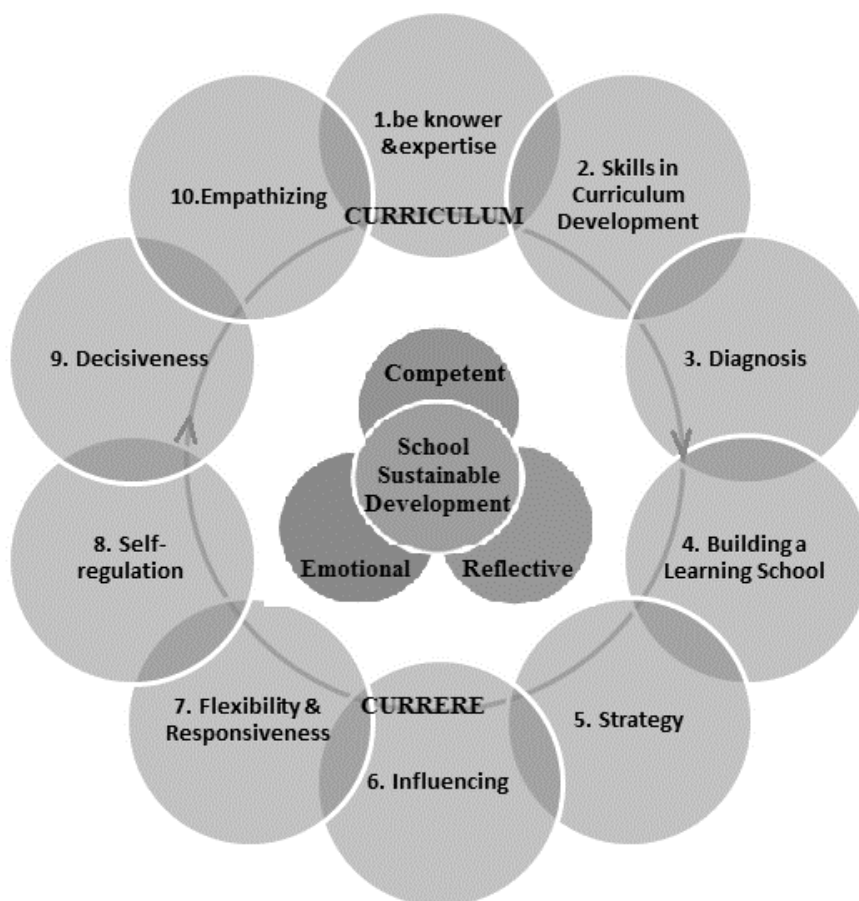 1.be knower
&expertise
2. Skills in
Curriculum
Development
10.Empathizing
CURRICULUM
9. Decisiveness
3. Diagnosis
Competent
School
Sustainable
Development
8. Self-
regulation
4. Building a
Learning School
Emotional
Reflective
7. Flexibility &
Responsiveness
CURRERE
5. Strategy
6. Influencing